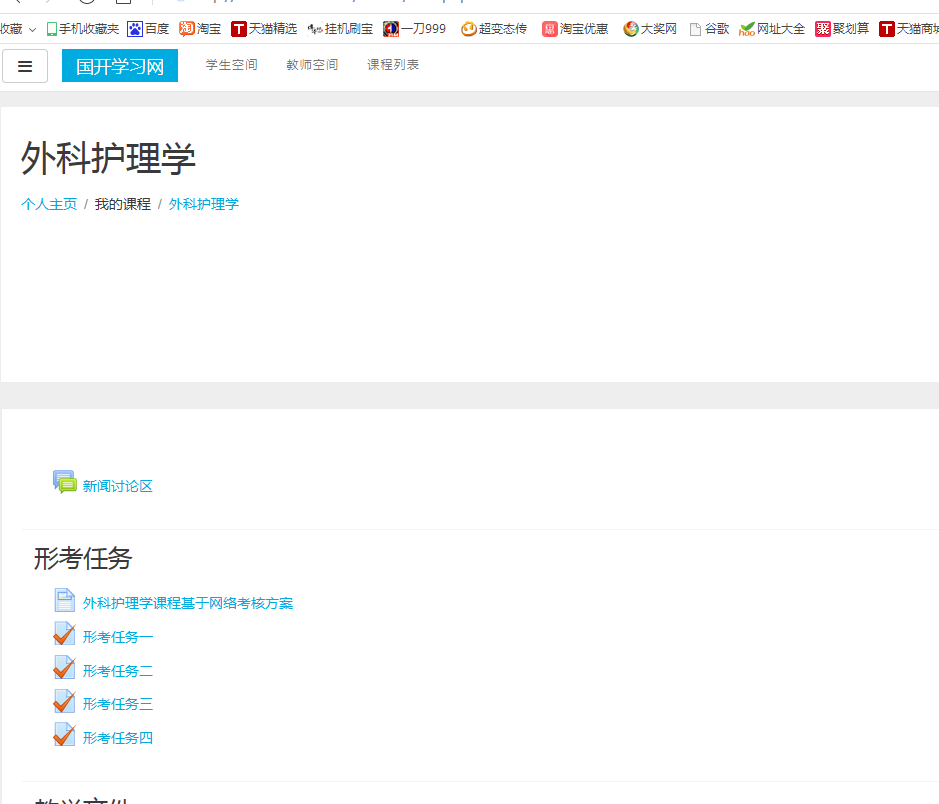 收藏 手机收藏夹 百度 淘宝 天猫精选 挂机刷宝 一刀999 超变态传 淘宝优惠 大奖网 谷歌 网址大全 聚划算 天猫商城
国开学习网 学生空间 教师空间 课程列表
外科护理学
个人主页 / 我的课程 / 外科护理学
新闻讨论区
形考任务
外科护理学课程基于网络考核方案
形考任务一
形考任务二
形考任务三
形考任务四